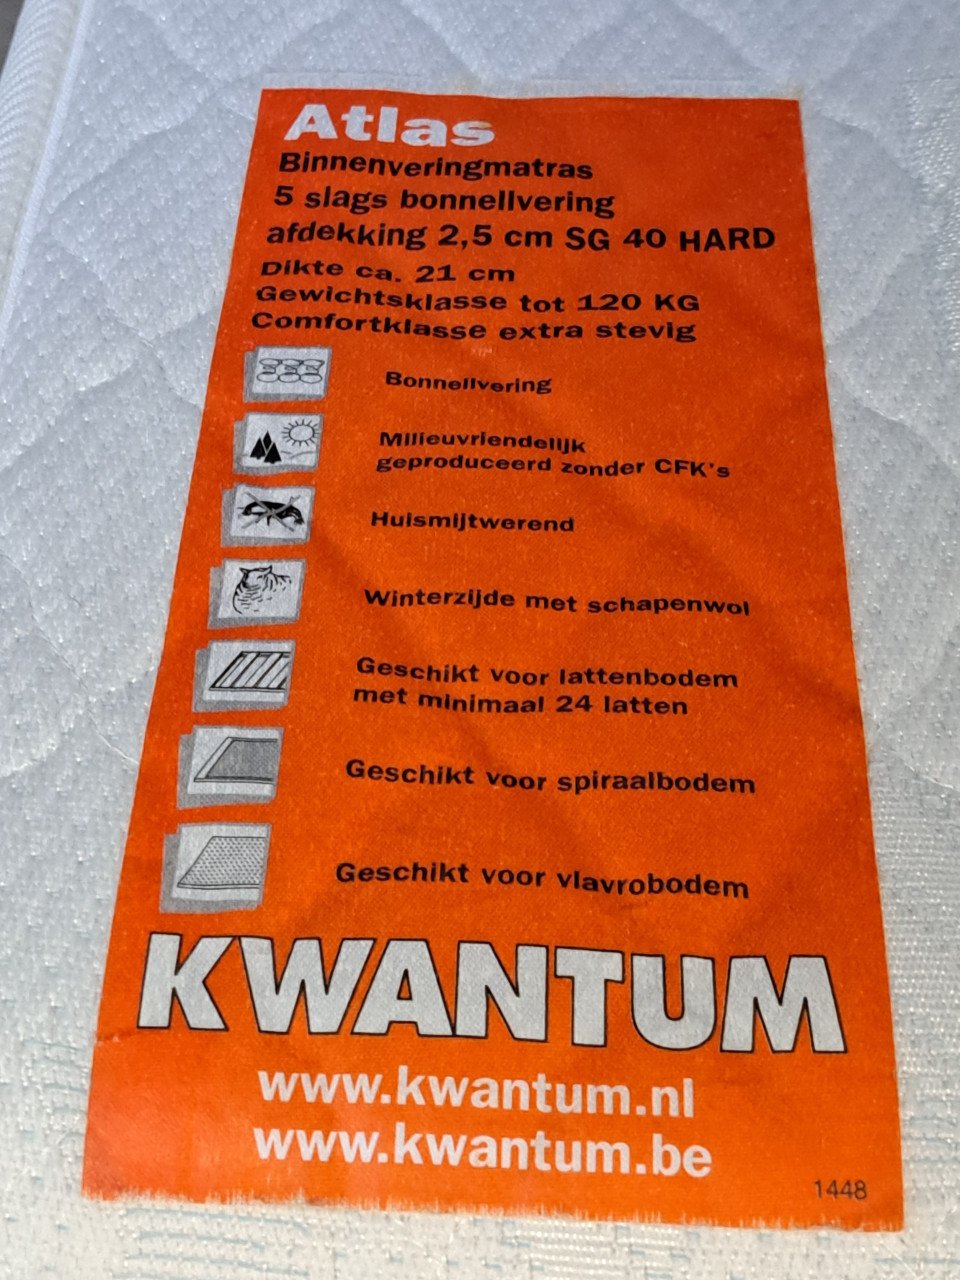 Atlas
Binnenveringmatras
5 slags bonnellvering
afdekking 2,5 cm SG 40 HARD
Dikte ca. 21 cm
Gewichtsklasse tot 120 KG
Comfortklasse extra stevig
Bonnellvering
Milieuvriendelijk
geproduceerd zonder CFK's
Huismijtwerend
Winterzijde met schapenwol
Geschikt voor lattenbodem
met minimaal 24 latten
Geschikt voor spiraalbodem
Geschikt voor vlavrobodem
KWANTUM
www.kwantum.nl
www.kwantum.be
1448